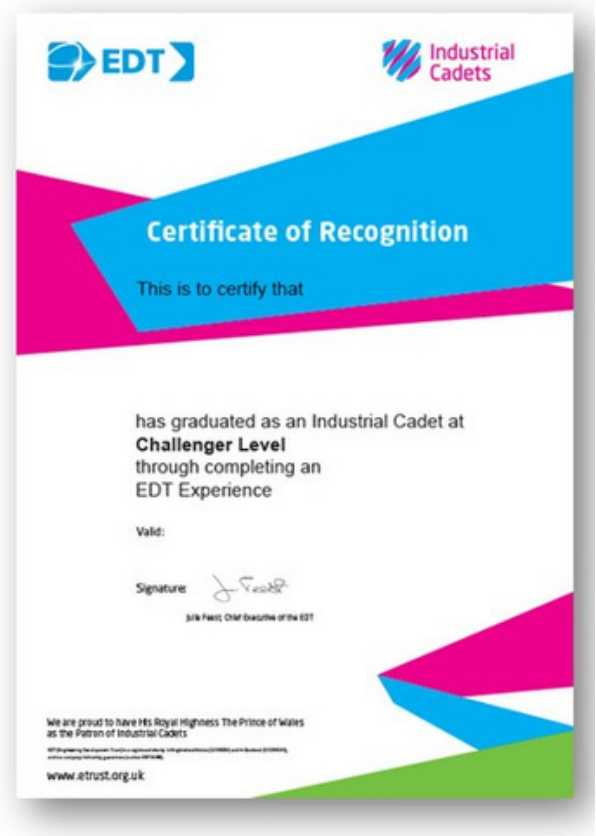 EDT
Industrial
Cadets
Certificate of Recognition
This is to certify that
has graduated as an Industrial Cadet at
Challenger Level
through completing an
EDT Experience
Valid:
Signature:
Julie Feest, Chief Executive of the EDT
We are proud to have His Royal Highness The Prince of Wales
as the Patron of Industrial Cadets
www.etrust.org.uk